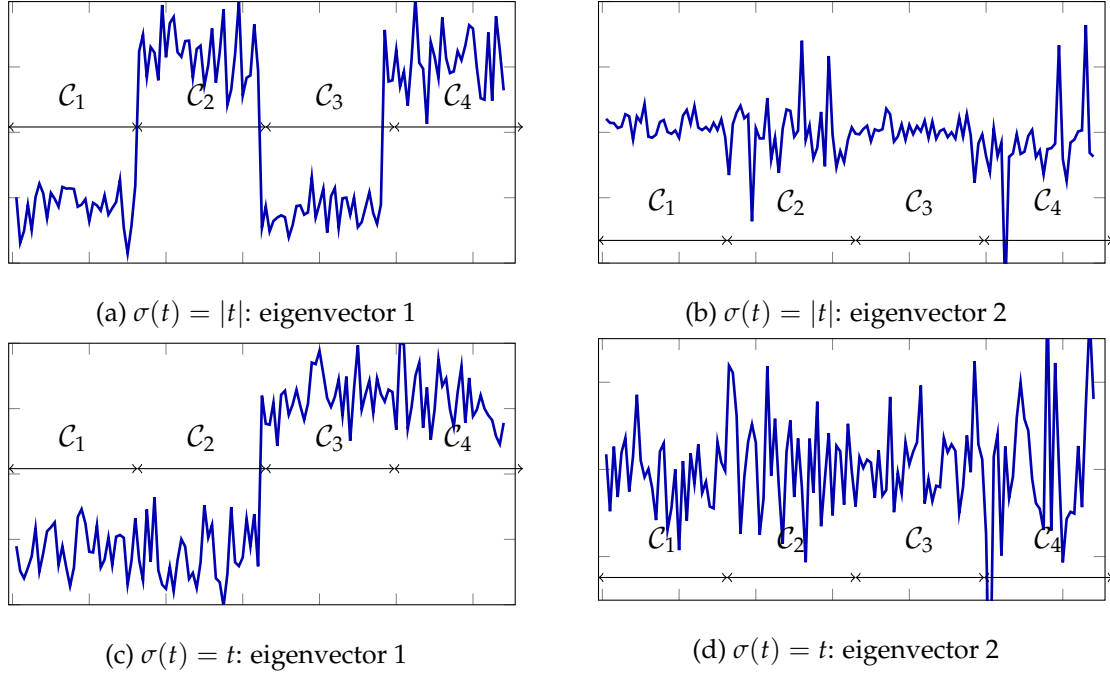 C₁ C₂ C₃ C₄
(a) σ(t) = |t|: eigenvector 1
C₁ C₂ C₃ C₄
(b) σ(t) = |t|: eigenvector 2
C₁ C₂ C₃ C₄
(c) σ(t) = t: eigenvector 1
C₁ C₂ C₃ C₄
(d) σ(t) = t: eigenvector 2